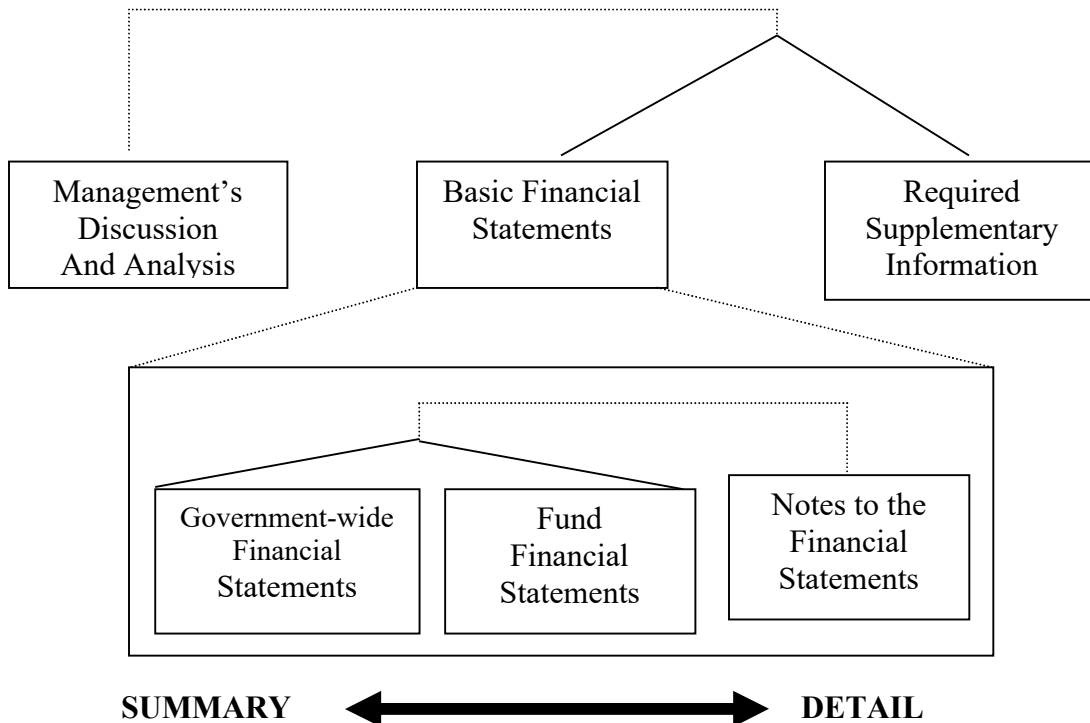 Management’s
Discussion
And Analysis
Basic Financial
Statements
Required
Supplementary
Information
Government-wide
Financial
Statements
Fund
Financial
Statements
Notes to the
Financial
Statements
SUMMARY
DETAIL